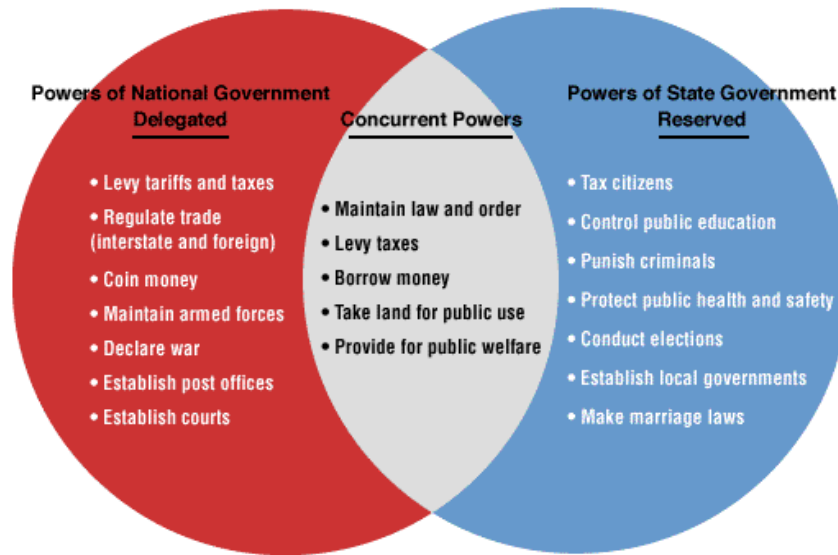 Powers of National Government
Delegated
• Levy tariffs and taxes
• Regulate trade
(interstate and foreign)
• Coin money
• Maintain armed forces
• Declare war
• Establish post offices
• Establish courts
Concurrent Powers
• Maintain law and order
• Levy taxes
• Borrow money
• Take land for public use
• Provide for public welfare
Powers of State Government
Reserved
• Tax citizens
• Control public education
• Punish criminals
• Protect public health and safety
• Conduct elections
• Establish local governments
• Make marriage laws